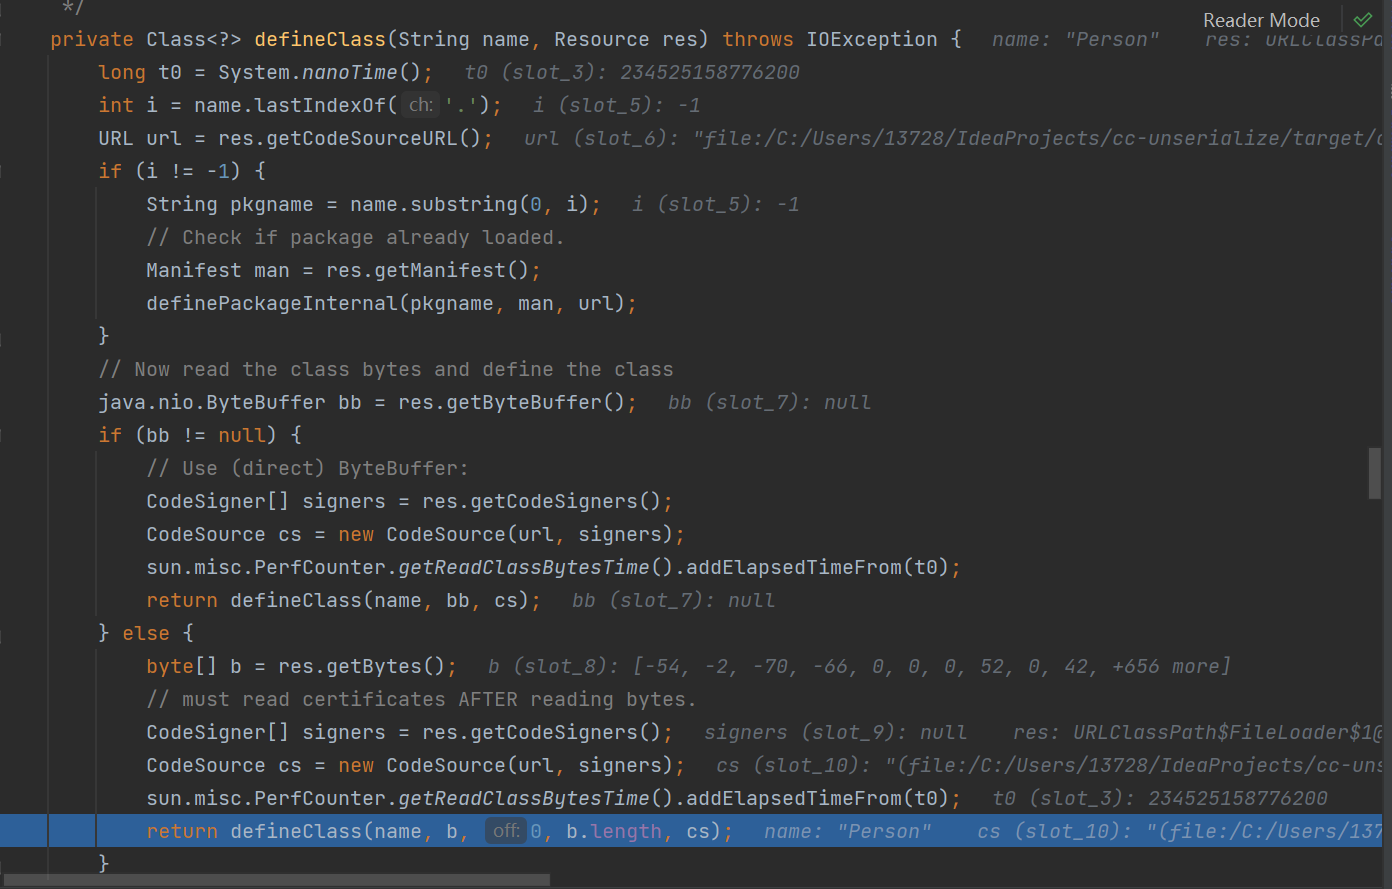 */
Reader Mode
private Class<?> defineClass(String name, Resource res) throws IOException {   name: "Person"    res: URLClassPa
    long t0 = System.nanoTime();   t0 (slot_3): 234525158776200
    int i = name.lastIndexOf( ch: '.');   i (slot_5): -1
    URL url = res.getCodeSourceURL();   url (slot_6): "file:/C:/Users/13728/IdeaProjects/cc-unserialize/target/c
    if (i != -1) {
        String pkgname = name.substring(0, i);   i (slot_5): -1
        // Check if package already loaded.
        Manifest man = res.getManifest();
        definePackageInternal(pkgname, man, url);
    }
    // Now read the class bytes and define the class
    java.nio.ByteBuffer bb = res.getByteBuffer();   bb (slot_7): null
    if (bb != null) {
        // Use (direct) ByteBuffer:
        CodeSigner[] signers = res.getCodeSigners();
        CodeSource cs = new CodeSource(url, signers);
        sun.misc.PerfCounter.getReadClassBytesTime().addElapsedTimeFrom(t0);
        return defineClass(name, bb, cs);   bb (slot_7): null
    } else {
        byte[] b = res.getBytes();   b (slot_8): [-54, -2, -70, -66, 0, 0, 0, 52, 0, 42, +656 more]
        // must read certificates AFTER reading bytes.
        CodeSigner[] signers = res.getCodeSigners();   signers (slot_9): null    res: URLClassPath$FileLoader$1@
        CodeSource cs = new CodeSource(url, signers);   cs (slot_10): "(file:/C:/Users/13728/IdeaProjects/cc-uns
        sun.misc.PerfCounter.getReadClassBytesTime().addElapsedTimeFrom(t0);   t0 (slot_3): 234525158776200
        return defineClass(name, b, off: 0, b.length, cs);   name: "Person"    cs (slot_10): "(file:/C:/Users/137
    }